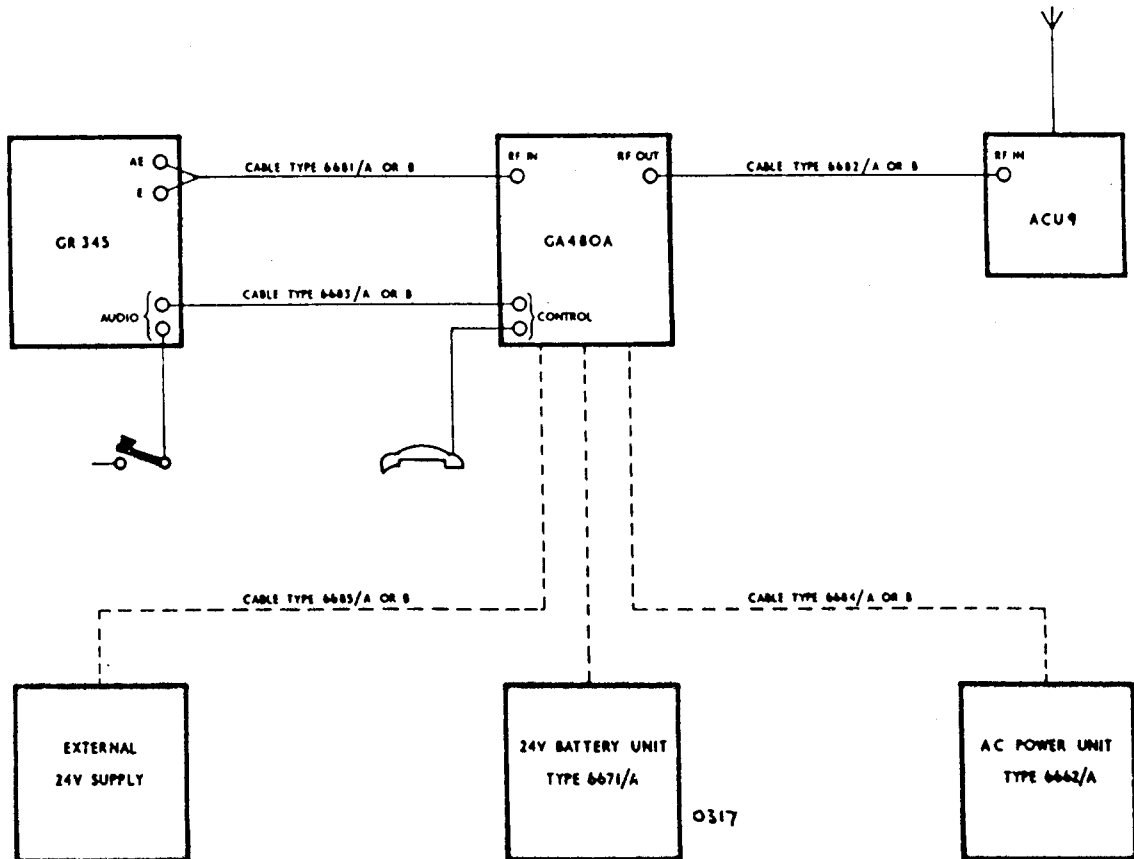 AE
E
GR 345
AUDIO
CABLE TYPE 6681/A OR B
CABLE TYPE 6683/A OR B
RF IN
RF OUT
GA480A
CONTROL
CABLE TYPE 6682/A OR B
RF IN
ACU9
CABLE TYPE 6685/A OR B
CABLE TYPE 6684/A OR B
EXTERNAL
24V SUPPLY
24V BATTERY UNIT
TYPE 6671/A
0317
AC POWER UNIT
TYPE 6662/A